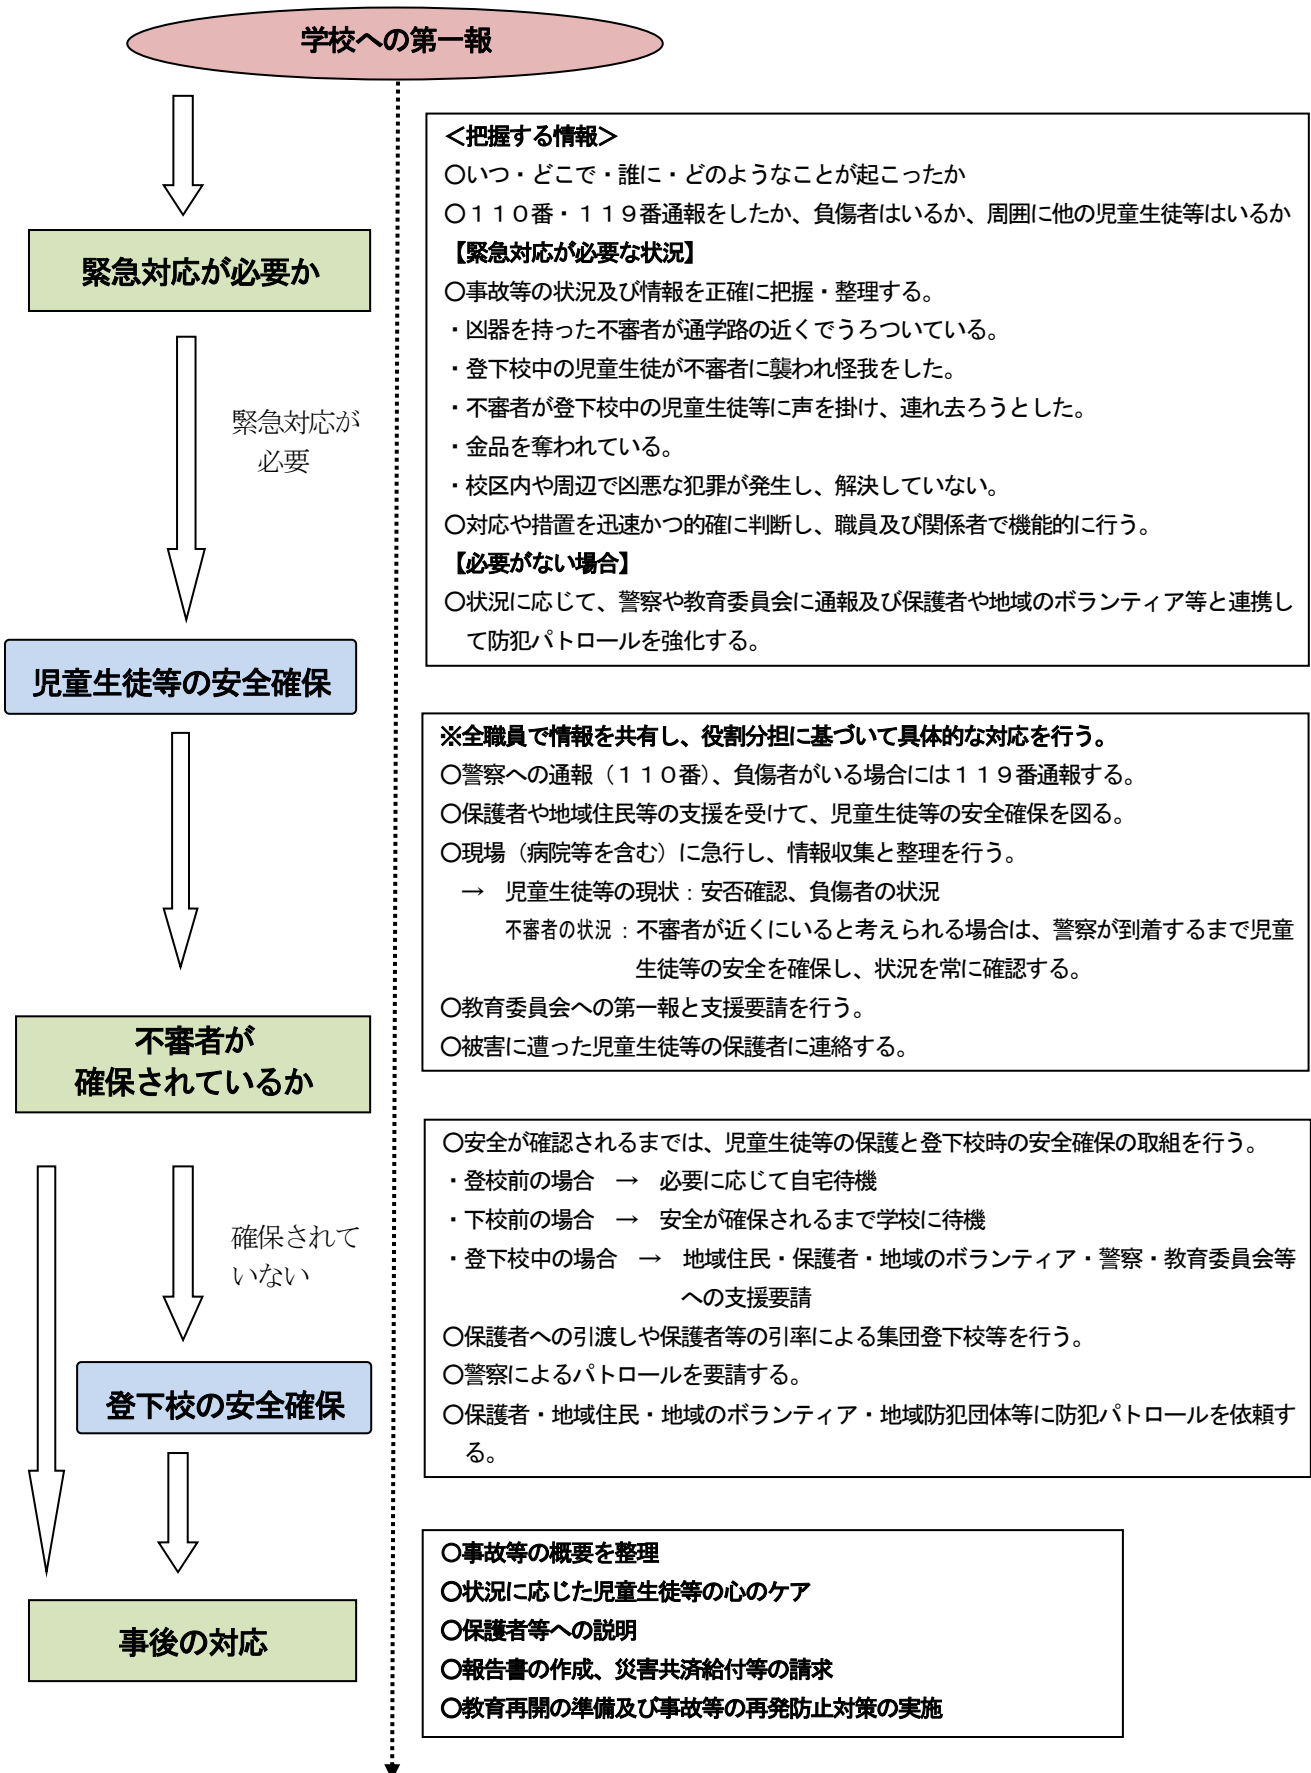 学校への第一報
＜把握する情報＞
〇いつ・どこで・誰に・どのようなことが起こったか
〇１１０番・１１９番通報をしたか、負傷者はいるか、周囲に他の児童生徒等はいるか
【緊急対応が必要な状況】
〇事故等の状況及び情報を正確に把握・整理する。
・凶器を持った不審者が通学路の近くでうろついている。
・登下校中の児童生徒が不審者に襲われ怪我をした。
・不審者が登下校中の児童生徒等に声を掛け、連れ去ろうとした。
・金品を奪われている。
・校区内や周辺で凶悪な犯罪が発生し、解決していない。
〇対応や措置を迅速かつ的確に判断し、職員及び関係者で機能的に行う。
【必要がない場合】
〇状況に応じて、警察や教育委員会に通報及び保護者や地域のボランティア等と連携し
て防犯パトロールを強化する。
緊急対応が必要か
緊急対応が
必要
児童生徒等の安全確保
※全職員で情報を共有し、役割分担に基づいて具体的な対応を行う。
〇警察への通報（１１０番）、負傷者がいる場合には１１９番通報する。
〇保護者や地域住民等の支援を受けて、児童生徒等の安全確保を図る。
〇現場（病院等を含む）に急行し、情報収集と整理を行う。
→　児童生徒等の現状：安否確認、負傷者の状況
不審者の状況：不審者が近くにいると考えられる場合は、警察が到着するまで児童
生徒等の安全を確保し、状況を常に確認する。
〇教育委員会への第一報と支援要請を行う。
〇被害に遭った児童生徒等の保護者に連絡する。
不審者が
確保されているか
確保されて
いない
〇安全が確認されるまでは、児童生徒等の保護と登下校時の安全確保の取組を行う。
・登校前の場合　→　必要に応じて自宅待機
・下校前の場合　→　安全が確保されるまで学校に待機
・登下校中の場合　→　地域住民・保護者・地域のボランティア・警察・教育委員会等
への支援要請
〇保護者への引渡しや保護者等の引率による集団登下校等を行う。
〇警察によるパトロールを要請する。
〇保護者・地域住民・地域のボランティア・地域防犯団体等に防犯パトロールを依頼す
る。
登下校の安全確保
事後の対応
〇事故等の概要を整理
〇状況に応じた児童生徒等の心のケア
〇保護者等への説明
〇報告書の作成、災害共済給付等の請求
〇教育再開の準備及び事故等の再発防止対策の実施